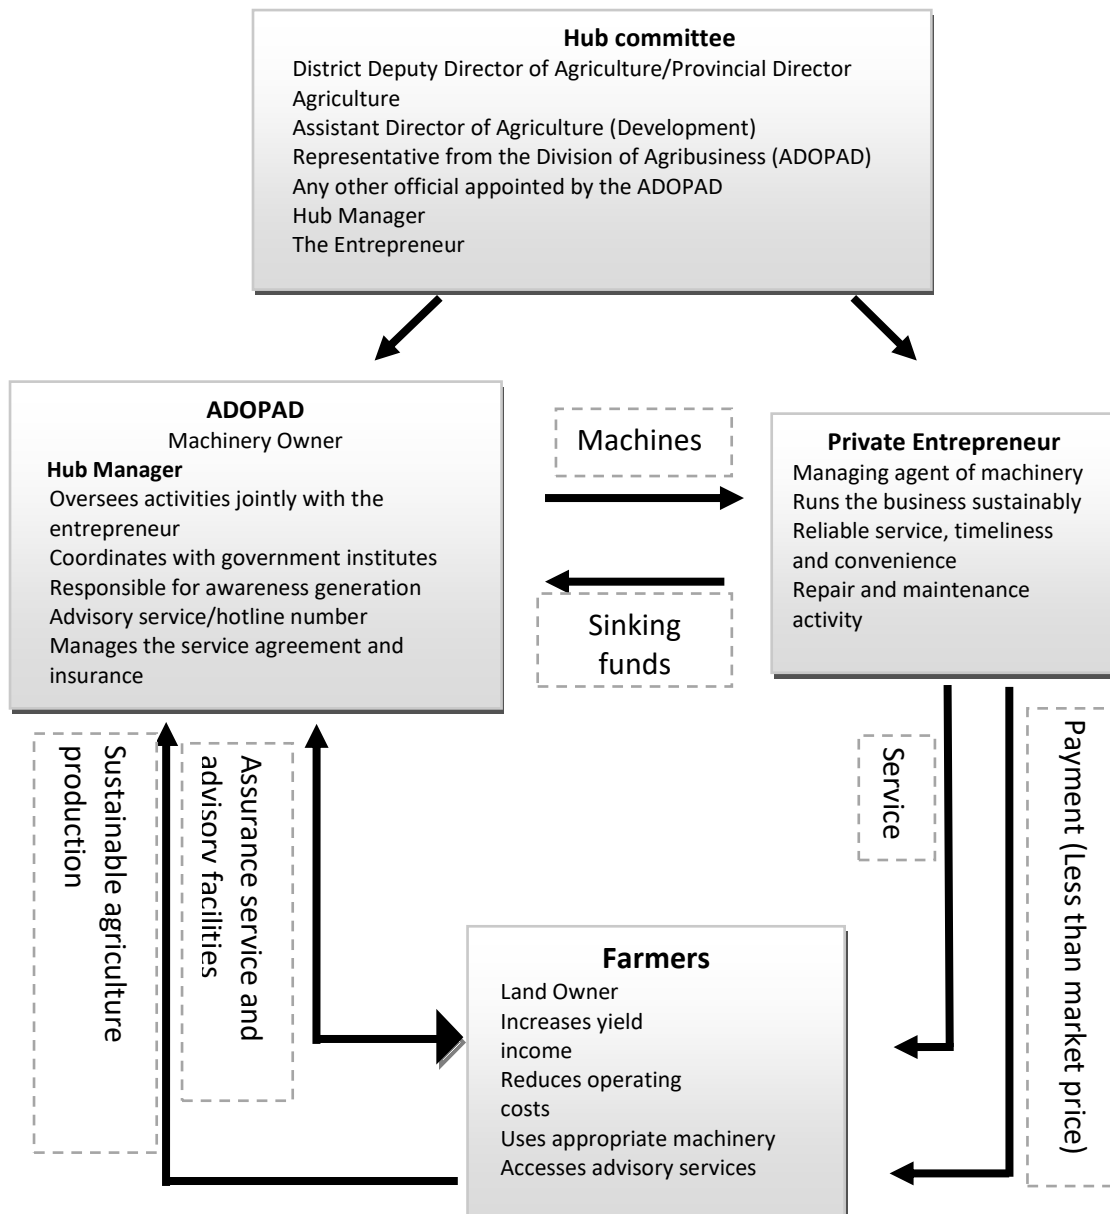 Hub committee
District Deputy Director of Agriculture/Provincial Director
Agriculture
Assistant Director of Agriculture (Development)
Representative from the Division of Agribusiness (ADOPAD)
Any other official appointed by the ADOPAD
Hub Manager
The Entrepreneur
ADOPAD
Machinery Owner
Hub Manager
Oversees activities jointly with the
entrepreneur
Coordinates with government institutes
Responsible for awareness generation
Advisory service/hotline number
Manages the service agreement and
insurance
Machines
Sinking
funds
Private Entrepreneur
Managing agent of machinery
Runs the business sustainably
Reliable service, timeliness
and convenience
Repair and maintenance
activity
Sustainable agriculture
production
Assurance service and
advisory facilities
Service
Payment (Less than market price)
Farmers
Land Owner
Increases yield
income
Reduces operating
costs
Uses appropriate machinery
Accesses advisory services